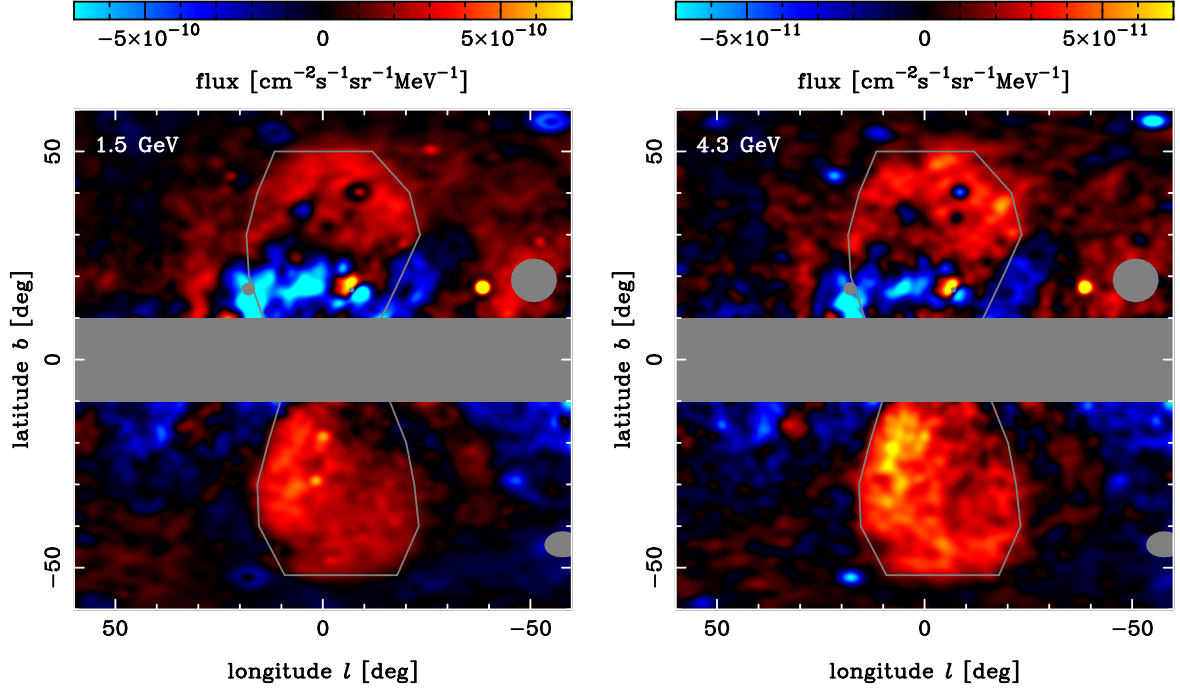 −5×10⁻¹⁰ 0 5×10⁻¹⁰
flux [cm⁻²s⁻¹sr⁻¹MeV⁻¹]
1.5 GeV
50
0
−50
latitude b [deg]
50 0 −50
longitude l [deg]
−5×10⁻¹¹ 0 5×10⁻¹¹
flux [cm⁻²s⁻¹sr⁻¹MeV⁻¹]
4.3 GeV
50
0
−50
latitude b [deg]
50 0 −50
longitude l [deg]